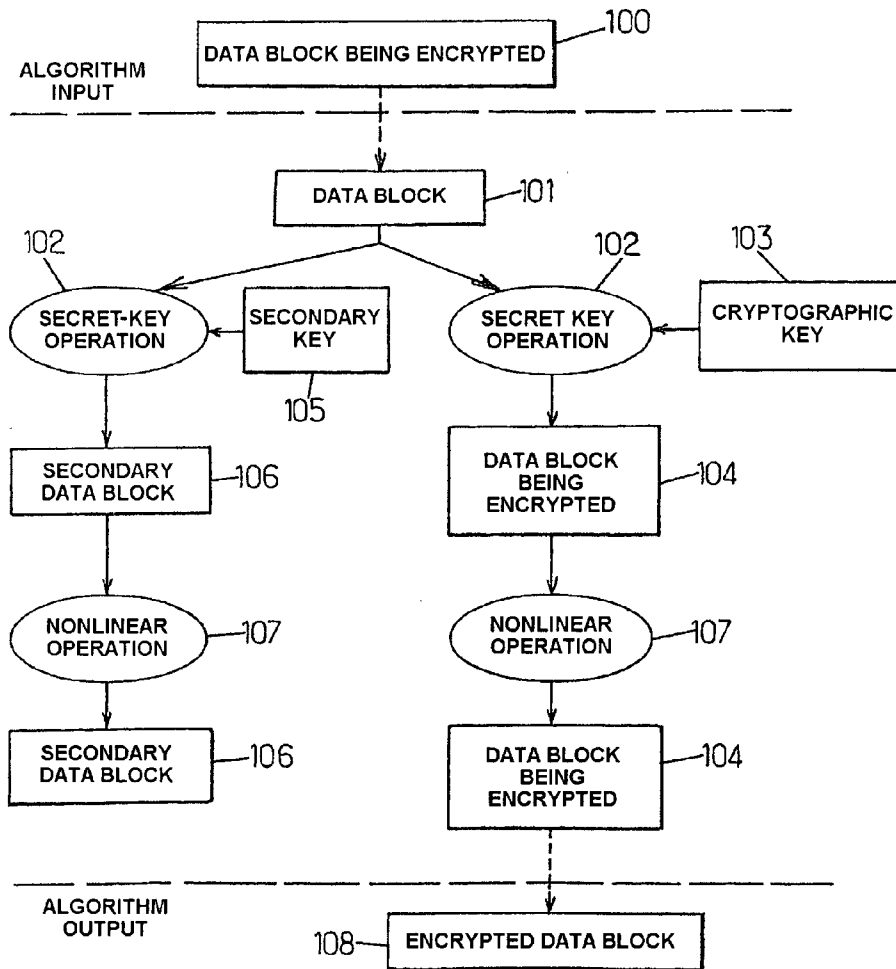 100
DATA BLOCK BEING ENCRYPTED
ALGORITHM
INPUT
DATA BLOCK
101
102
102
103
SECRET-KEY
OPERATION
SECONDARY
KEY
SECRET KEY
OPERATION
CRYPTOGRAPHIC
KEY
105
SECONDARY
DATA BLOCK
106
DATA BLOCK
BEING
ENCRYPTED
104
NONLINEAR
OPERATION
107
NONLINEAR
OPERATION
107
SECONDARY
DATA BLOCK
106
DATA BLOCK
BEING
ENCRYPTED
104
ALGORITHM
OUTPUT
108
ENCRYPTED DATA BLOCK